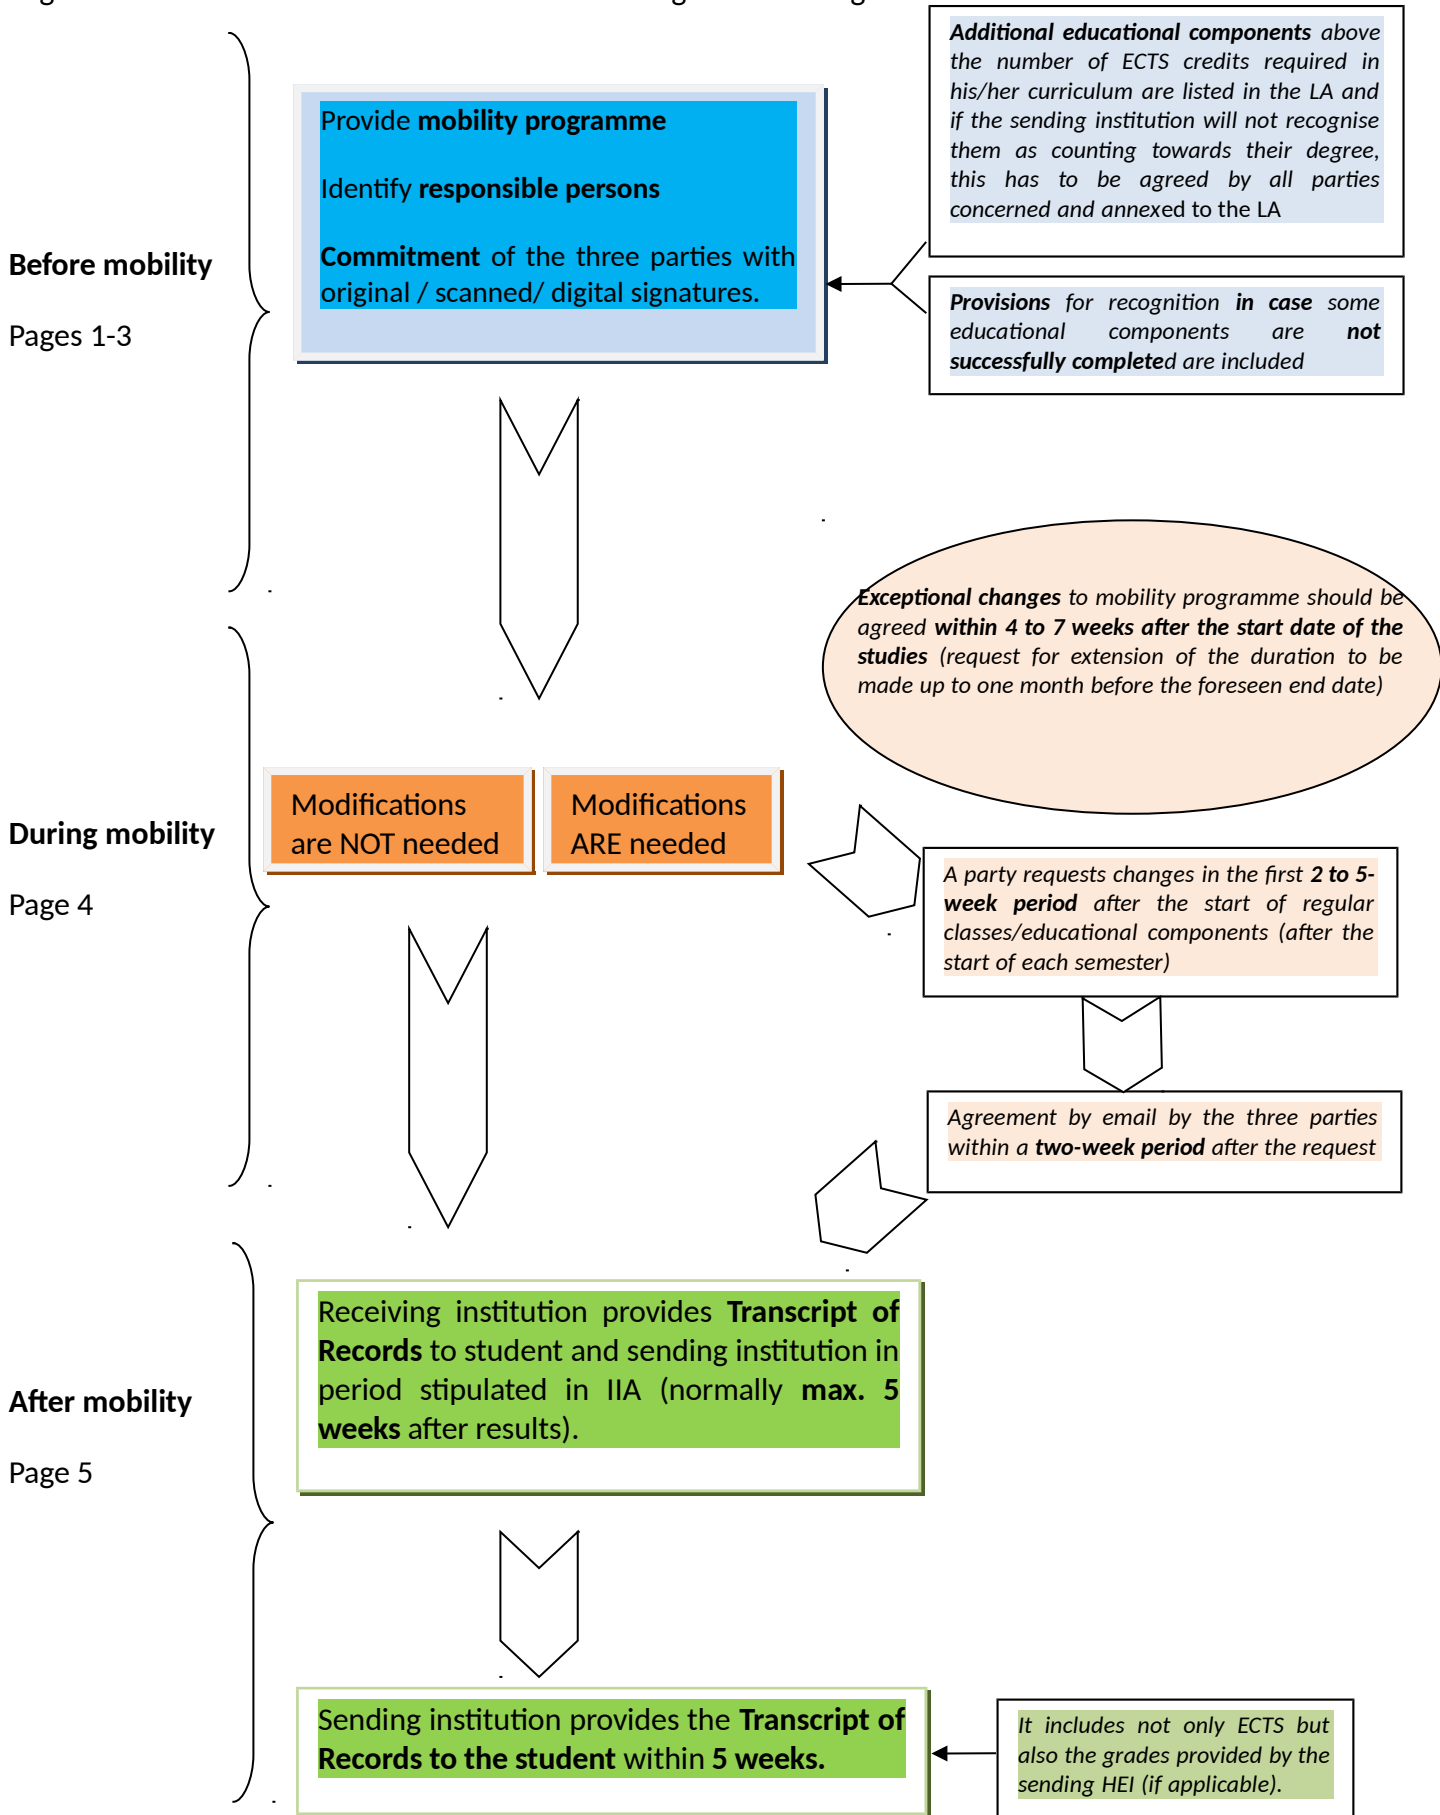 Additional educational components above
the number of ECTS credits required in
his/her curriculum are listed in the LA and
if the sending institution will not recognise
them as counting towards their degree,
this has to be agreed by all parties
concerned and annexed to the LA
Provide mobility programme
Identify responsible persons
Commitment of the three parties with
original / scanned/ digital signatures.
Before mobility
Pages 1-3
Provisions for recognition in case some
educational components are not
successfully completed are included
Exceptional changes to mobility programme should be
agreed within 4 to 7 weeks after the start date of the
studies (request for extension of the duration to be
made up to one month before the foreseen end date)
During mobility
Page 4
Modifications
are NOT needed
Modifications
ARE needed
A party requests changes in the first 2 to 5-
week period after the start of regular
classes/educational components (after the
start of each semester)
Agreement by email by the three parties
within a two-week period after the request
After mobility
Page 5
Receiving institution provides Transcript of
Records to student and sending institution in
period stipulated in IIA (normally max. 5
weeks after results).
Sending institution provides the Transcript of
Records to the student within 5 weeks.
It includes not only ECTS but
also the grades provided by the
sending HEI (if applicable).